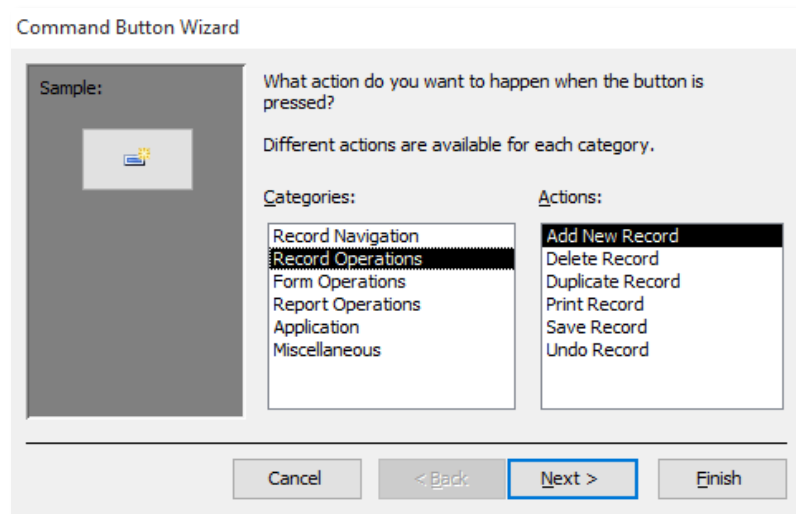 Command Button Wizard
Sample:
What action do you want to happen when the button is
pressed?
Different actions are available for each category.
Categories:
Record Navigation
Record Operations
Form Operations
Report Operations
Application
Miscellaneous
Actions:
Add New Record
Delete Record
Duplicate Record
Print Record
Save Record
Undo Record
Cancel
< Back
Next >
Finish